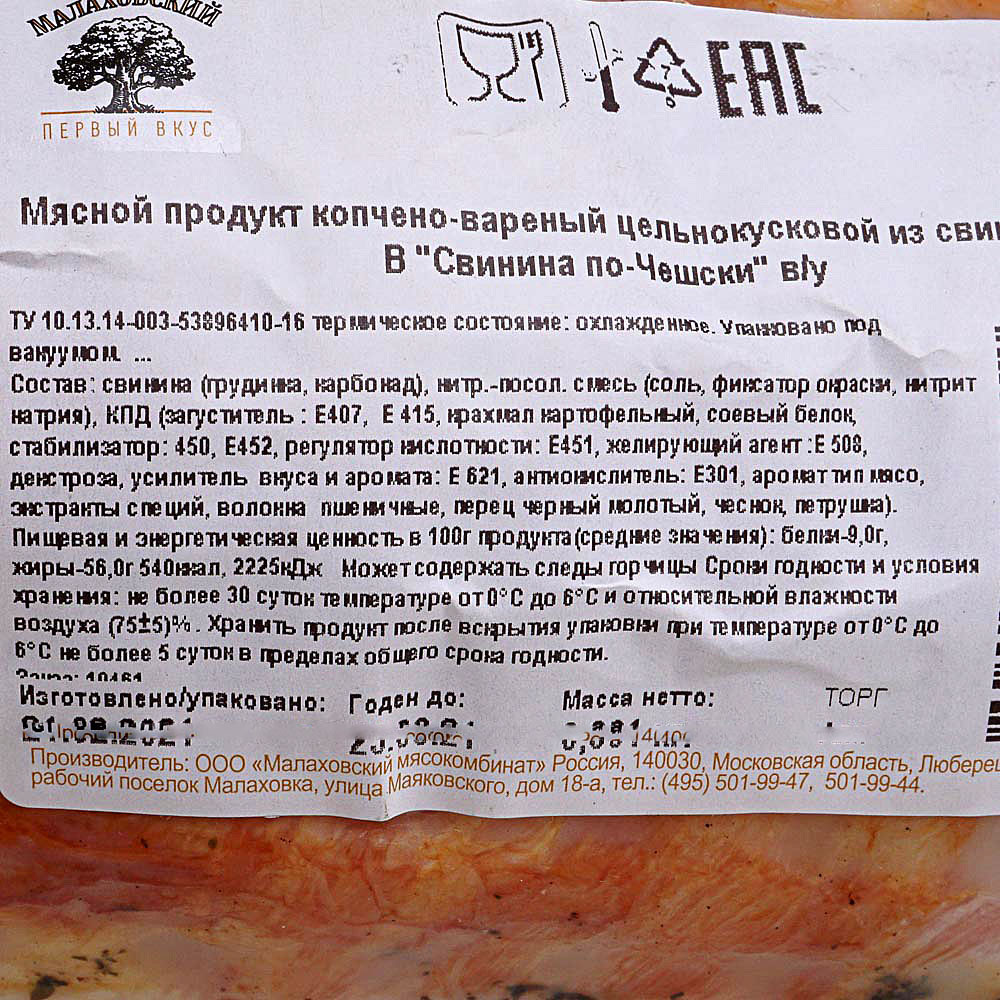 МАЛАХОВСКИЙ
ПЕРВЫЙ ВКУС
7
EAC
Мясной продукт копчено-вареный цельнокусковой из
В "Свинина по-Чешски" в/у
ТУ 10.13.14-003-53896410-16 термическое состояние: охлажденное. Упаковано под
вакуумом. ...
Состав: свинина (грудинка, карбонад), нитр.-посол. смесь (соль, фиксатор окраски, нитрит
натрия), КПД (загуститель : Е407, Е 415, крахмал картофельный, соевый белок,
стабилизатор: 450, Е452, регулятор кислотности: Е451, желирующий агент :Е 508,
декстроза, усилитель вкуса и аромата: Е 621, антиокислитель: Е301, аромат тип мясо,
экстракты специй, волокна пшеничные, перец черный молотый, чеснок, петрушка).
Пищевая и энергетическая ценность в 100г продукта(средние значения): белки-9,0г,
жиры-56,0г 540ккал, 2225кДж Может содержать следы горчицы Сроки годности и условия
хранения: не более 30 суток температуре от 0°С до 6°С и относительной влажности
воздуха (75±5)%. Хранить продукт после вскрытия упаковки при температуре от 0°С до
6°С не более 5 суток в пределах общего срока годности.
Изготовлено/упаковано: Годен до: Масса нетто: ТОРГ
Производитель: ООО «Малаховский мясокомбинат» Россия, 140030, Московская область,
рабочий поселок Малаховка, улица Маяковского, дом 18-а, тел.: (495) 501-99-47, 501-99-44.